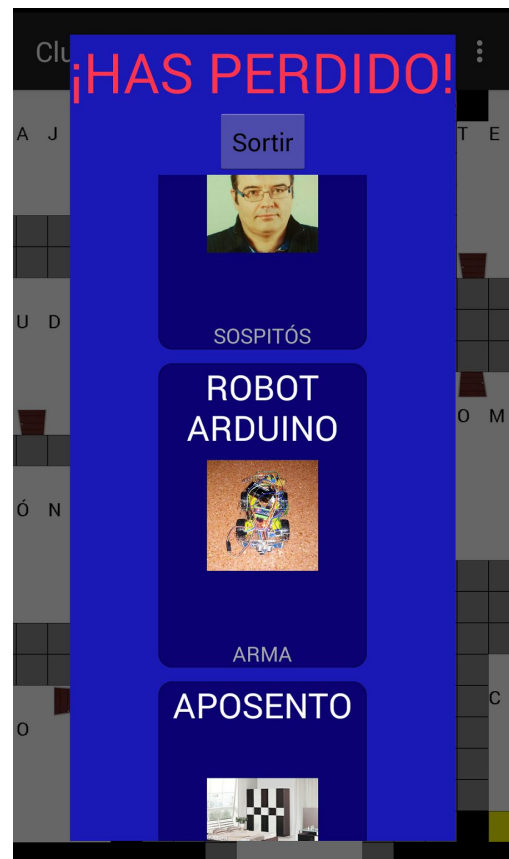 Clu
¡HAS PERDIDO!
Sortir
A J
T E
SOSPITÓS
U D
ROBOT
ARDUINO
O M
Ó N
ARMA
APOSENTO
C
O